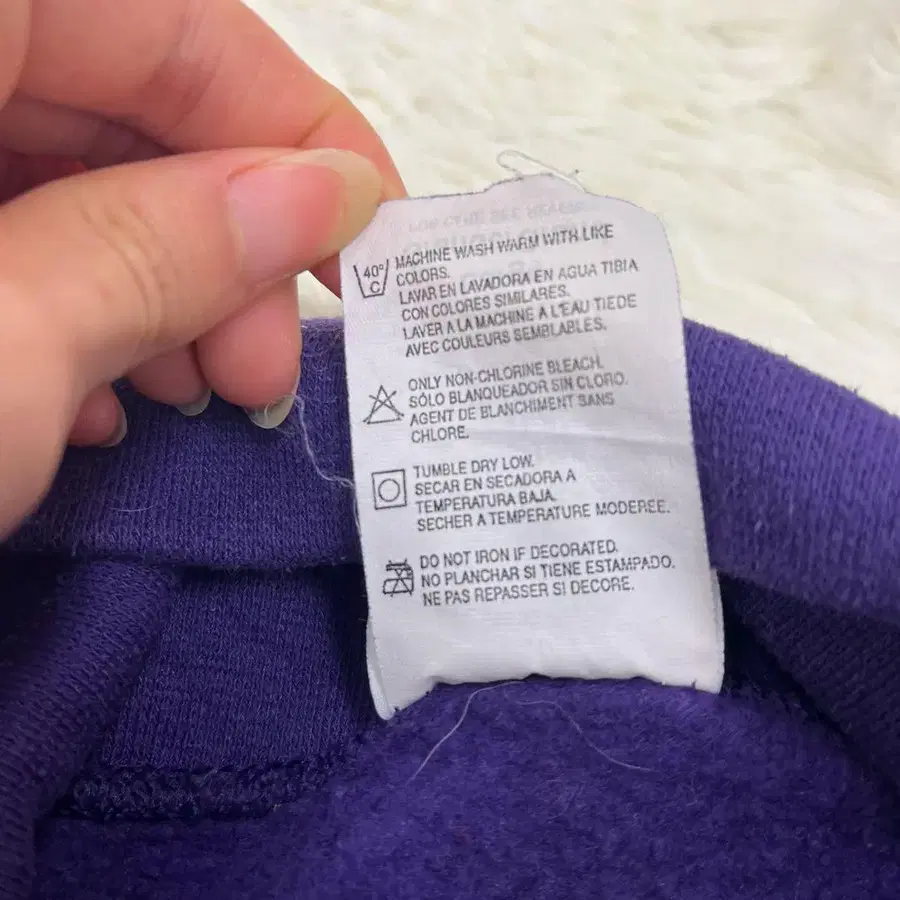 40°
C
MACHINE WASH WARM WITH LIKE
COLORS.
LAVAR EN LAVADORA EN AGUA TIBIA
CON COLORES SIMILARES.
LAVER A LA MACHINE A L'EAU TIEDE
AVEC COULEURS SEMBLABLES.
ONLY NON-CHLORINE BLEACH.
SÓLO BLANQUEADOR SIN CLORO.
AGENT DE BLANCHIMENT SANS
CHLORE.
TUMBLE DRY LOW.
SECAR EN SECADORA A
TEMPERATURA BAJA.
SECHER A TEMPERATURE MODEREE.
DO NOT IRON IF DECORATED.
NO PLANCHAR SI TIENE ESTAMPADO.
NE PAS REPASSER SI DECORE.